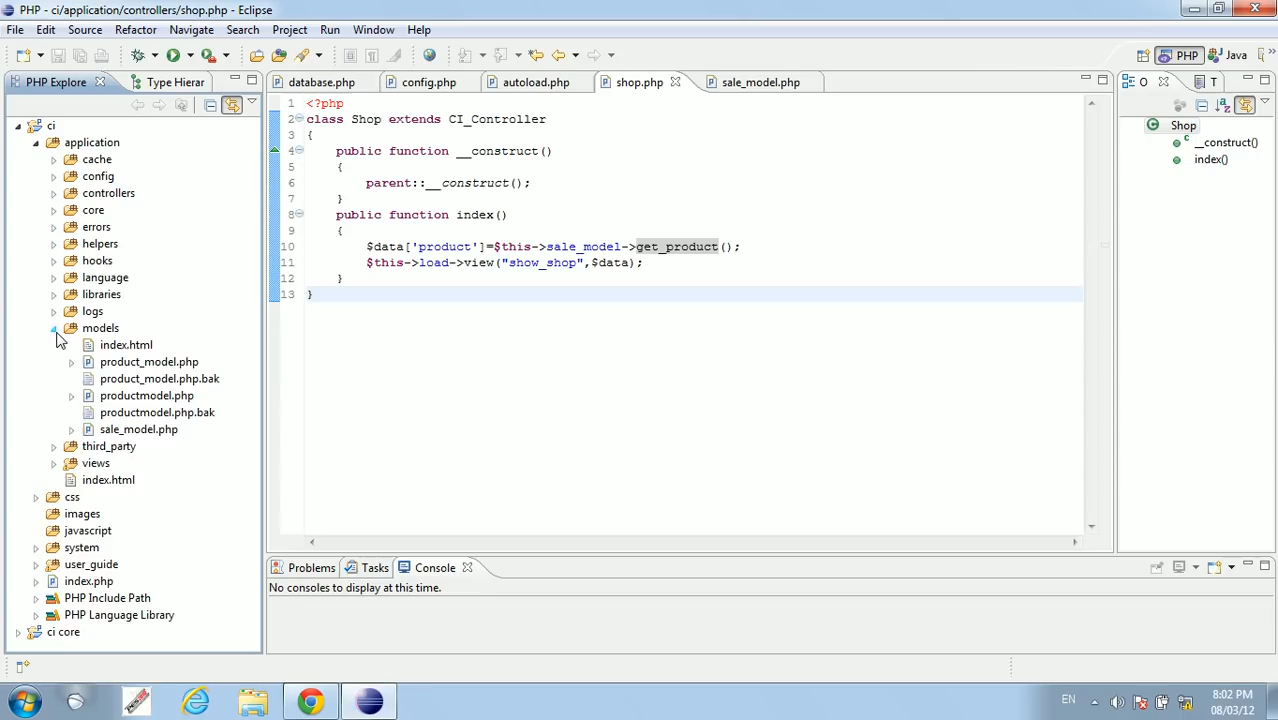 PHP - ci/application/controllers/shop.php - Eclipse
File Edit Source Refactor Navigate Search Project Run Window Help
PHP Java
PHP Explore Type Hierar
database.php config.php autoload.php shop.php sale_model.php
O T
ci
application
cache
config
controllers
core
errors
helpers
hooks
language
libraries
logs
models
index.html
product_model.php
product_model.php.bak
productmodel.php
productmodel.php.bak
sale_model.php
third_party
views
index.html
css
images
javascript
system
user_guide
index.php
PHP Include Path
PHP Language Library
ci core
1 <?php
2 class Shop extends CI_Controller
3 {
4 public function __construct()
5 {
6 parent::__construct();
7 }
8 public function index()
9 {
10 $data['product']=$this->sale_model->get_product();
11 $this->load->view("show_shop",$data);
12 }
13 }
Shop
__construct()
index()
Problems Tasks Console
No consoles to display at this time.
EN
8:02 PM
08/03/12